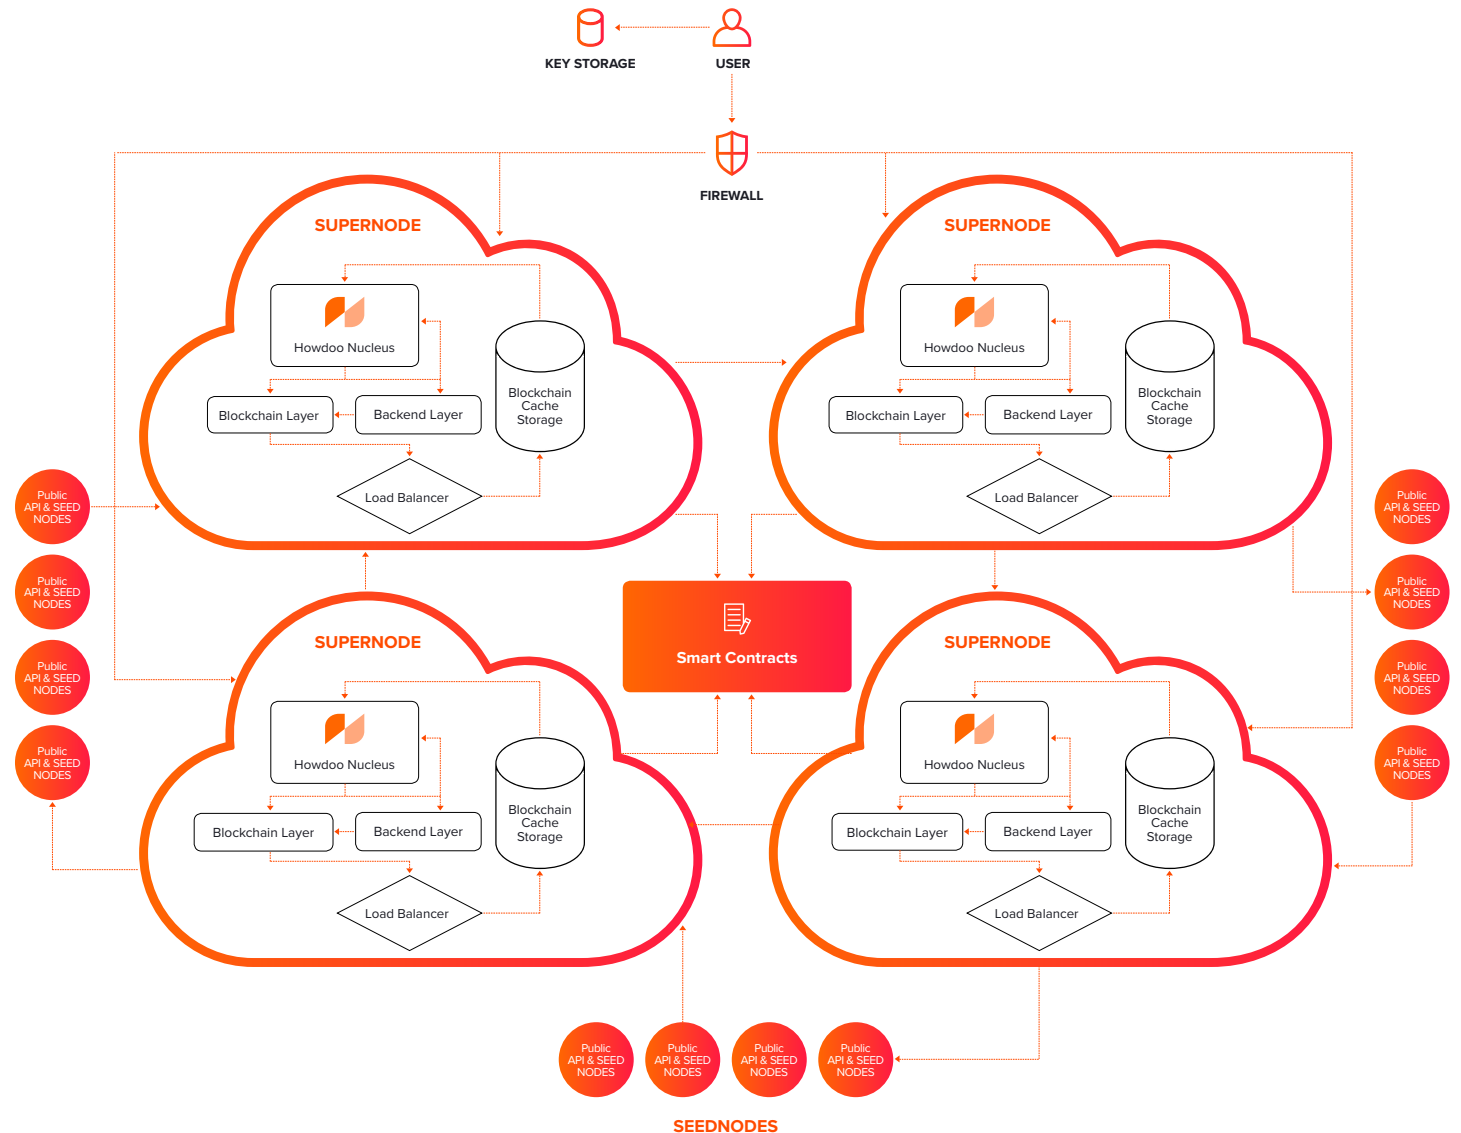 KEY STORAGE
USER
FIREWALL
SUPERNODE
Howdoo Nucleus
Blockchain Layer
Backend Layer
Blockchain
Cache
Storage
Load Balancer
SUPERNODE
Howdoo Nucleus
Blockchain Layer
Backend Layer
Blockchain
Cache
Storage
Load Balancer
Public
API & SEED
NODES
Public
API & SEED
NODES
Public
API & SEED
NODES
Public
API & SEED
NODES
Smart Contracts
Public
API & SEED
NODES
Public
API & SEED
NODES
Public
API & SEED
NODES
Public
API & SEED
NODES
SUPERNODE
Howdoo Nucleus
Blockchain Layer
Backend Layer
Blockchain
Cache
Storage
Load Balancer
SUPERNODE
Howdoo Nucleus
Blockchain Layer
Backend Layer
Blockchain
Cache
Storage
Load Balancer
Public
API & SEED
NODES
Public
API & SEED
NODES
Public
API & SEED
NODES
Public
API & SEED
NODES
SEEDNODES